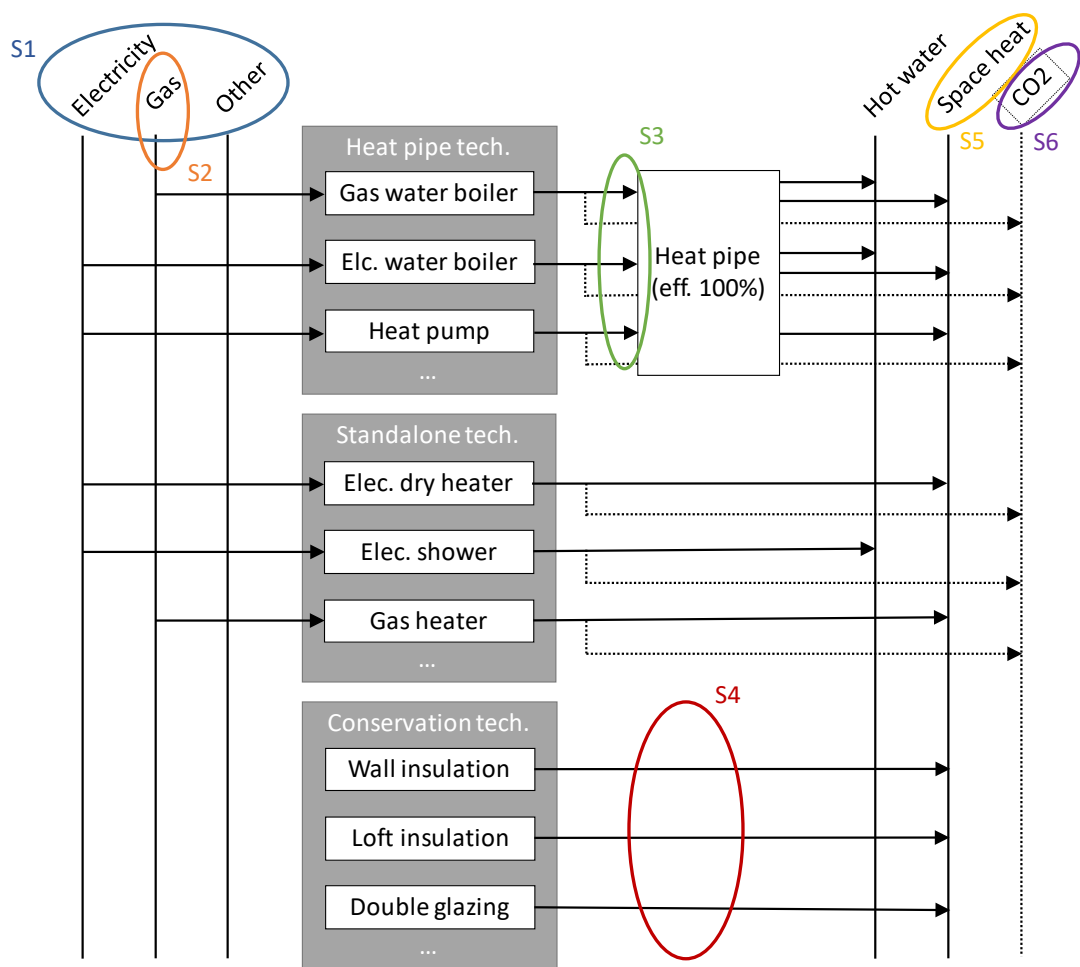 S1
Electricity
Gas
Other
S2
Hot water
Space heat
CO2
S5
S6
Heat pipe tech.
Gas water boiler
Elc. water boiler
Heat pump
...
S3
Heat pipe
(eff. 100%)
Standalone tech.
Elec. dry heater
Elec. shower
Gas heater
...
S4
Conservation tech.
Wall insulation
Loft insulation
Double glazing
...